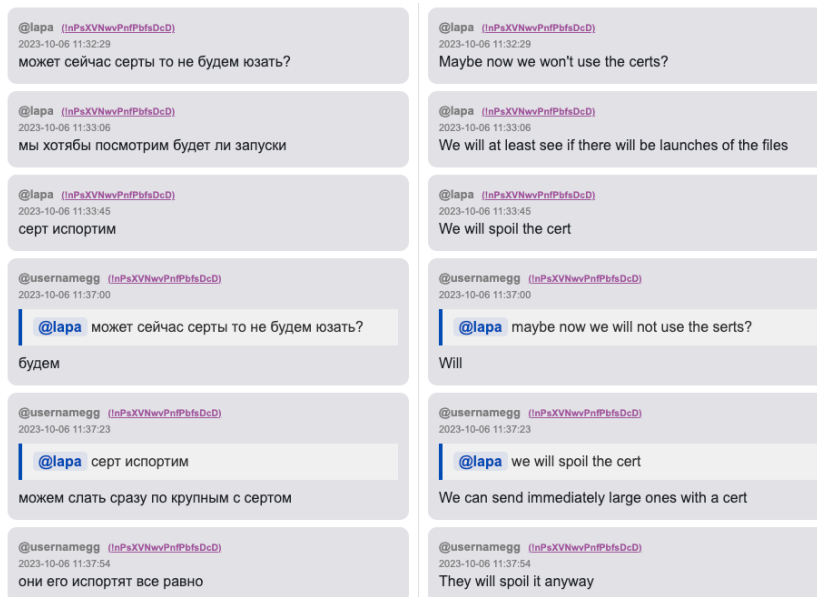 @lapa (!nPsXVNwvPnfPbfsDcD)
2023-10-06 11:32:29
может сейчас серты то не будем юзать?
@lapa (!nPsXVNwvPnfPbfsDcD)
2023-10-06 11:33:06
мы хотябы посмотрим будет ли запуски
@lapa (!nPsXVNwvPnfPbfsDcD)
2023-10-06 11:33:45
серт испортим
@usernamegg (!nPsXVNwvPnfPbfsDcD)
2023-10-06 11:37:00
@lapa может сейчас серты то не будем юзать?
будем
@usernamegg (!nPsXVNwvPnfPbfsDcD)
2023-10-06 11:37:23
@lapa серт испортим
можем слать сразу по крупным с сертом
@usernamegg (!nPsXVNwvPnfPbfsDcD)
2023-10-06 11:37:54
они его испортят все равно
@lapa (!nPsXVNwvPnfPbfsDcD)
2023-10-06 11:32:29
Maybe now we won't use the certs?
@lapa (!nPsXVNwvPnfPbfsDcD)
2023-10-06 11:33:06
We will at least see if there will be launches of the files
@lapa (!nPsXVNwvPnfPbfsDcD)
2023-10-06 11:33:45
We will spoil the cert
@usernamegg (!nPsXVNwvPnfPbfsDcD)
2023-10-06 11:37:00
@lapa maybe now we will not use the serts?
Will
@usernamegg (!nPsXVNwvPnfPbfsDcD)
2023-10-06 11:37:23
@lapa we will spoil the cert
We can send immediately large ones with a cert
@usernamegg (!nPsXVNwvPnfPbfsDcD)
2023-10-06 11:37:54
They will spoil it anyway